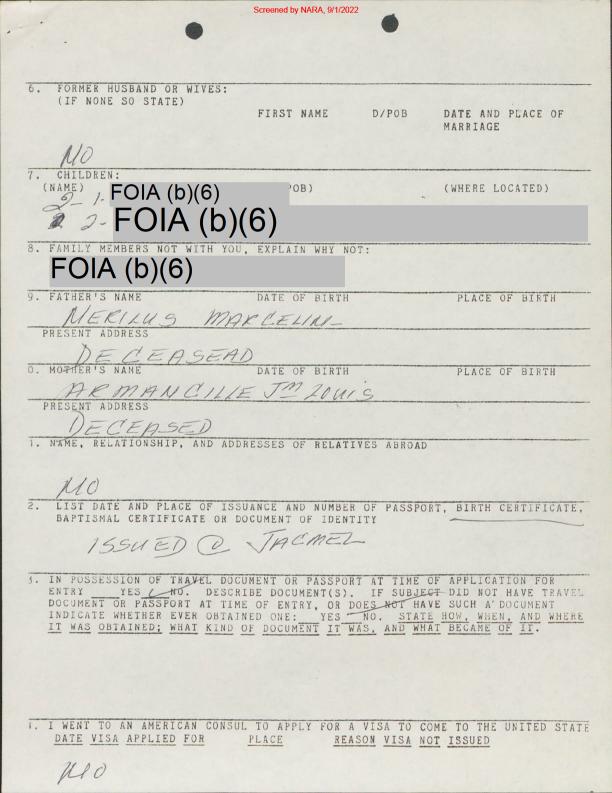 Screened by NARA, 9/1/2022
6. FORMER HUSBAND OR WIVES:
(IF NONE SO STATE)
FIRST NAME D/POB DATE AND PLACE OF
MARRIAGE
NO
7. CHILDREN:
(NAME) POB) (WHERE LOCATED)
2- 1- FOIA (b)(6)
2- FOIA (b)(6)
8. FAMILY MEMBERS NOT WITH YOU, EXPLAIN WHY NOT:
FOIA (b)(6)
9. FATHER'S NAME DATE OF BIRTH PLACE OF BIRTH
MERILUS MARCELIN
PRESENT ADDRESS
DECEASEAD
0. MOTHER'S NAME DATE OF BIRTH PLACE OF BIRTH
ARMANCILLE Jm LOUIS
PRESENT ADDRESS
DECEASED
1. NAME, RELATIONSHIP, AND ADDRESSES OF RELATIVES ABROAD
NO
2. LIST DATE AND PLACE OF ISSUANCE AND NUMBER OF PASSPORT, BIRTH CERTIFICATE,
BAPTISMAL CERTIFICATE OR DOCUMENT OF IDENTITY
ISSUED @ JACMEL
3. IN POSSESSION OF TRAVEL DOCUMENT OR PASSPORT AT TIME OF APPLICATION FOR
ENTRY ___YES ✓ NO. DESCRIBE DOCUMENT(S). IF SUBJECT DID NOT HAVE TRAVEL
DOCUMENT OR PASSPORT AT TIME OF ENTRY, OR DOES NOT HAVE SUCH A DOCUMENT
INDICATE WHETHER EVER OBTAINED ONE: YES NO. STATE HOW, WHEN, AND WHERE
IT WAS OBTAINED; WHAT KIND OF DOCUMENT IT WAS, AND WHAT BECAME OF IT.
4. I WENT TO AN AMERICAN CONSUL TO APPLY FOR A VISA TO COME TO THE UNITED STATE
DATE VISA APPLIED FOR PLACE REASON VISA NOT ISSUED
NO